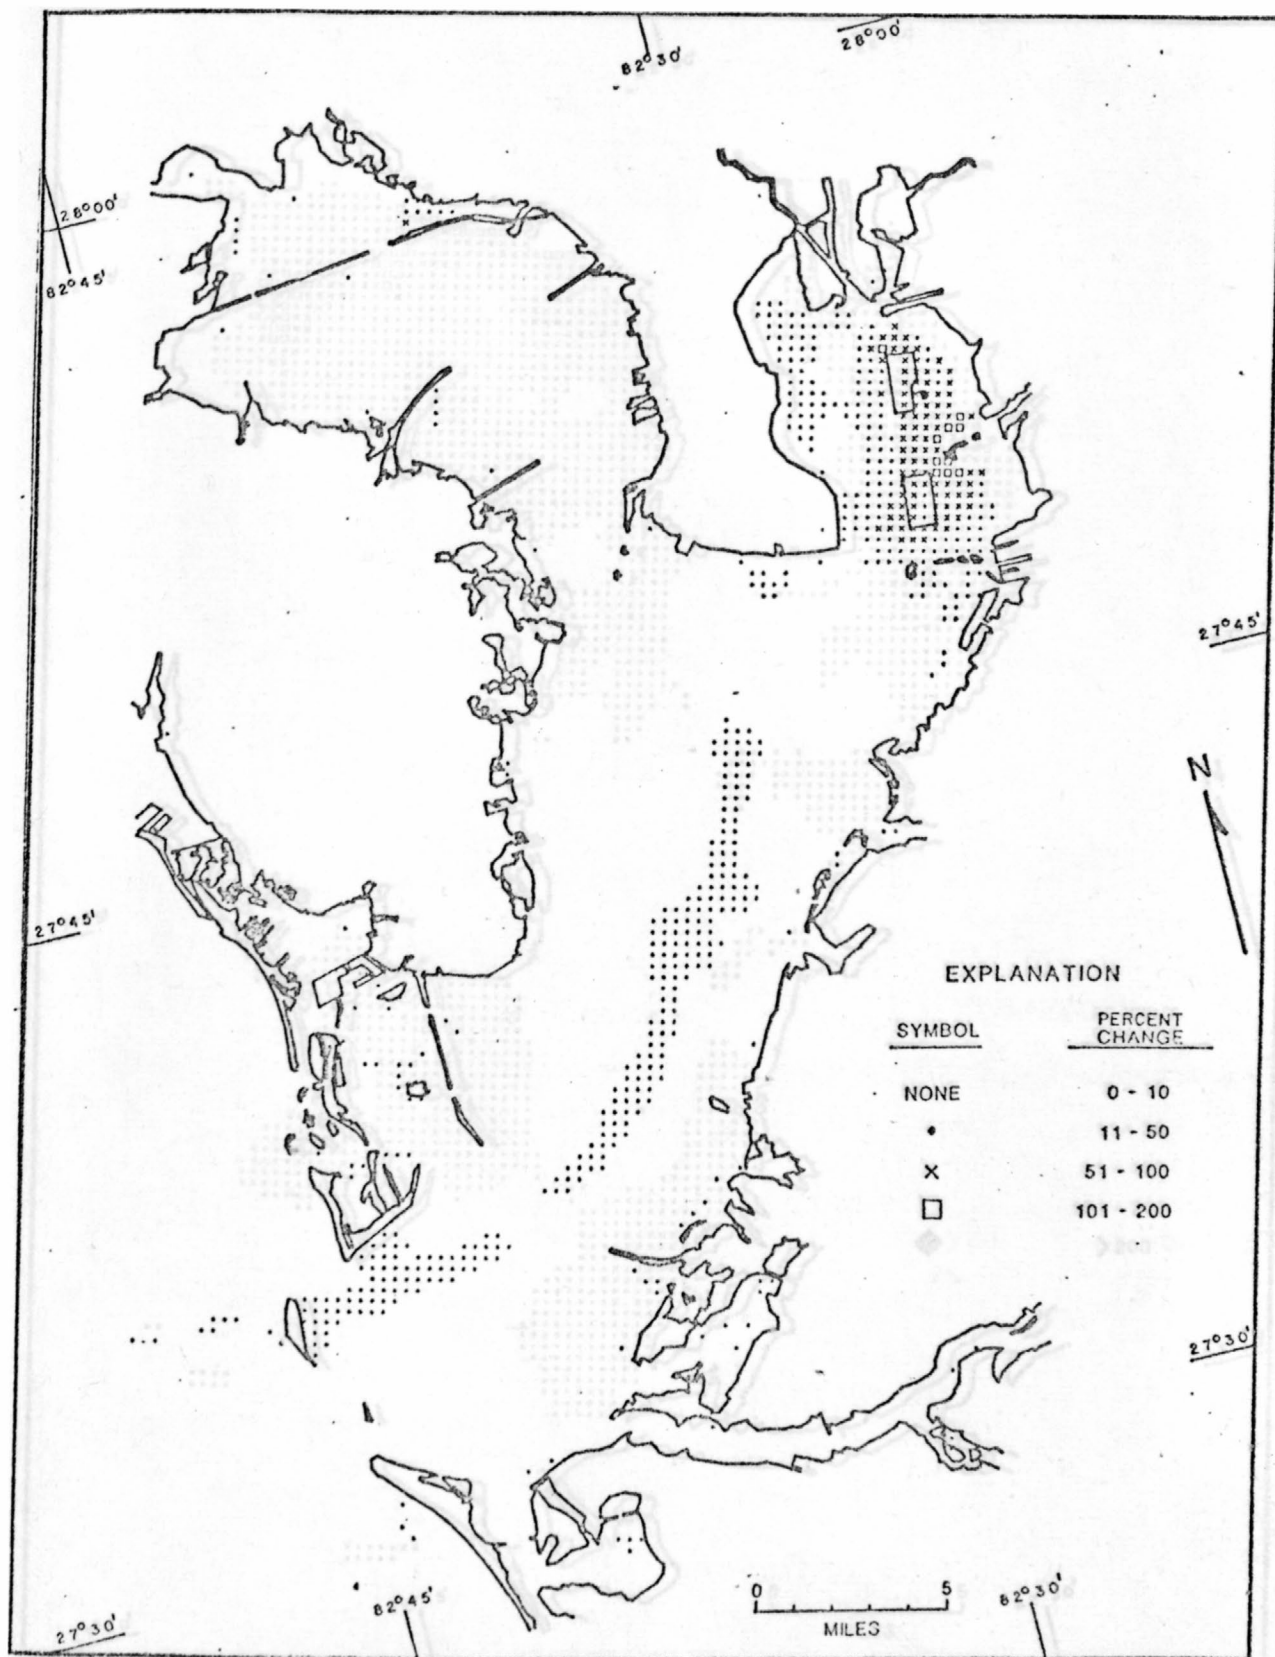 82°30'
28°00'
28°00'
82°45'
27°45'
N
27°45'
EXPLANATION
SYMBOL PERCENT CHANGE
NONE 0 - 10
• 11 - 50
X 51 - 100
□ 101 - 200
27°30'
0 5
MILES
82°45'
82°30'
27°30'